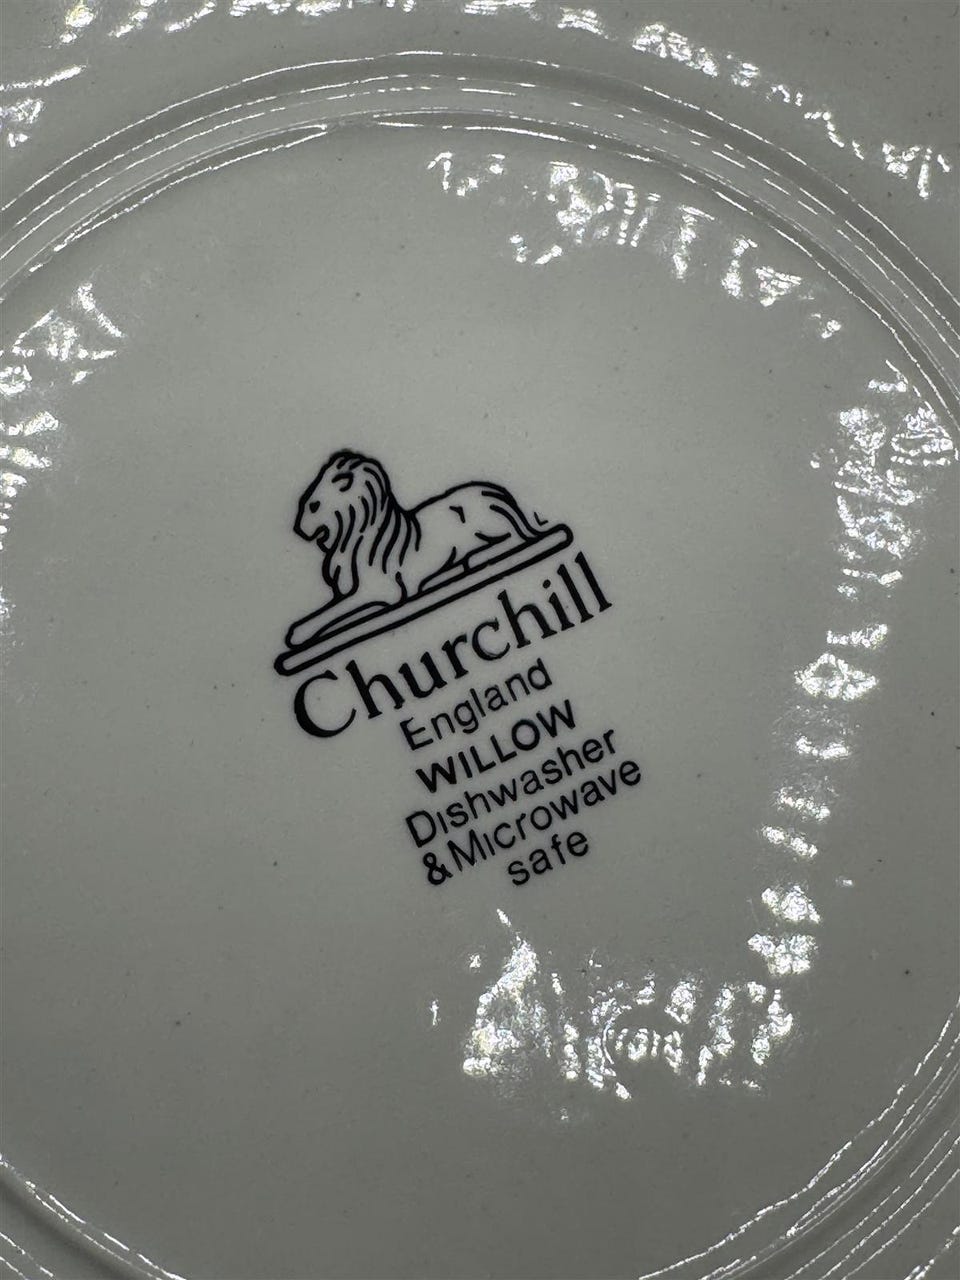 Churchill
England
WILLOW
Dishwasher
& Microwave
safe